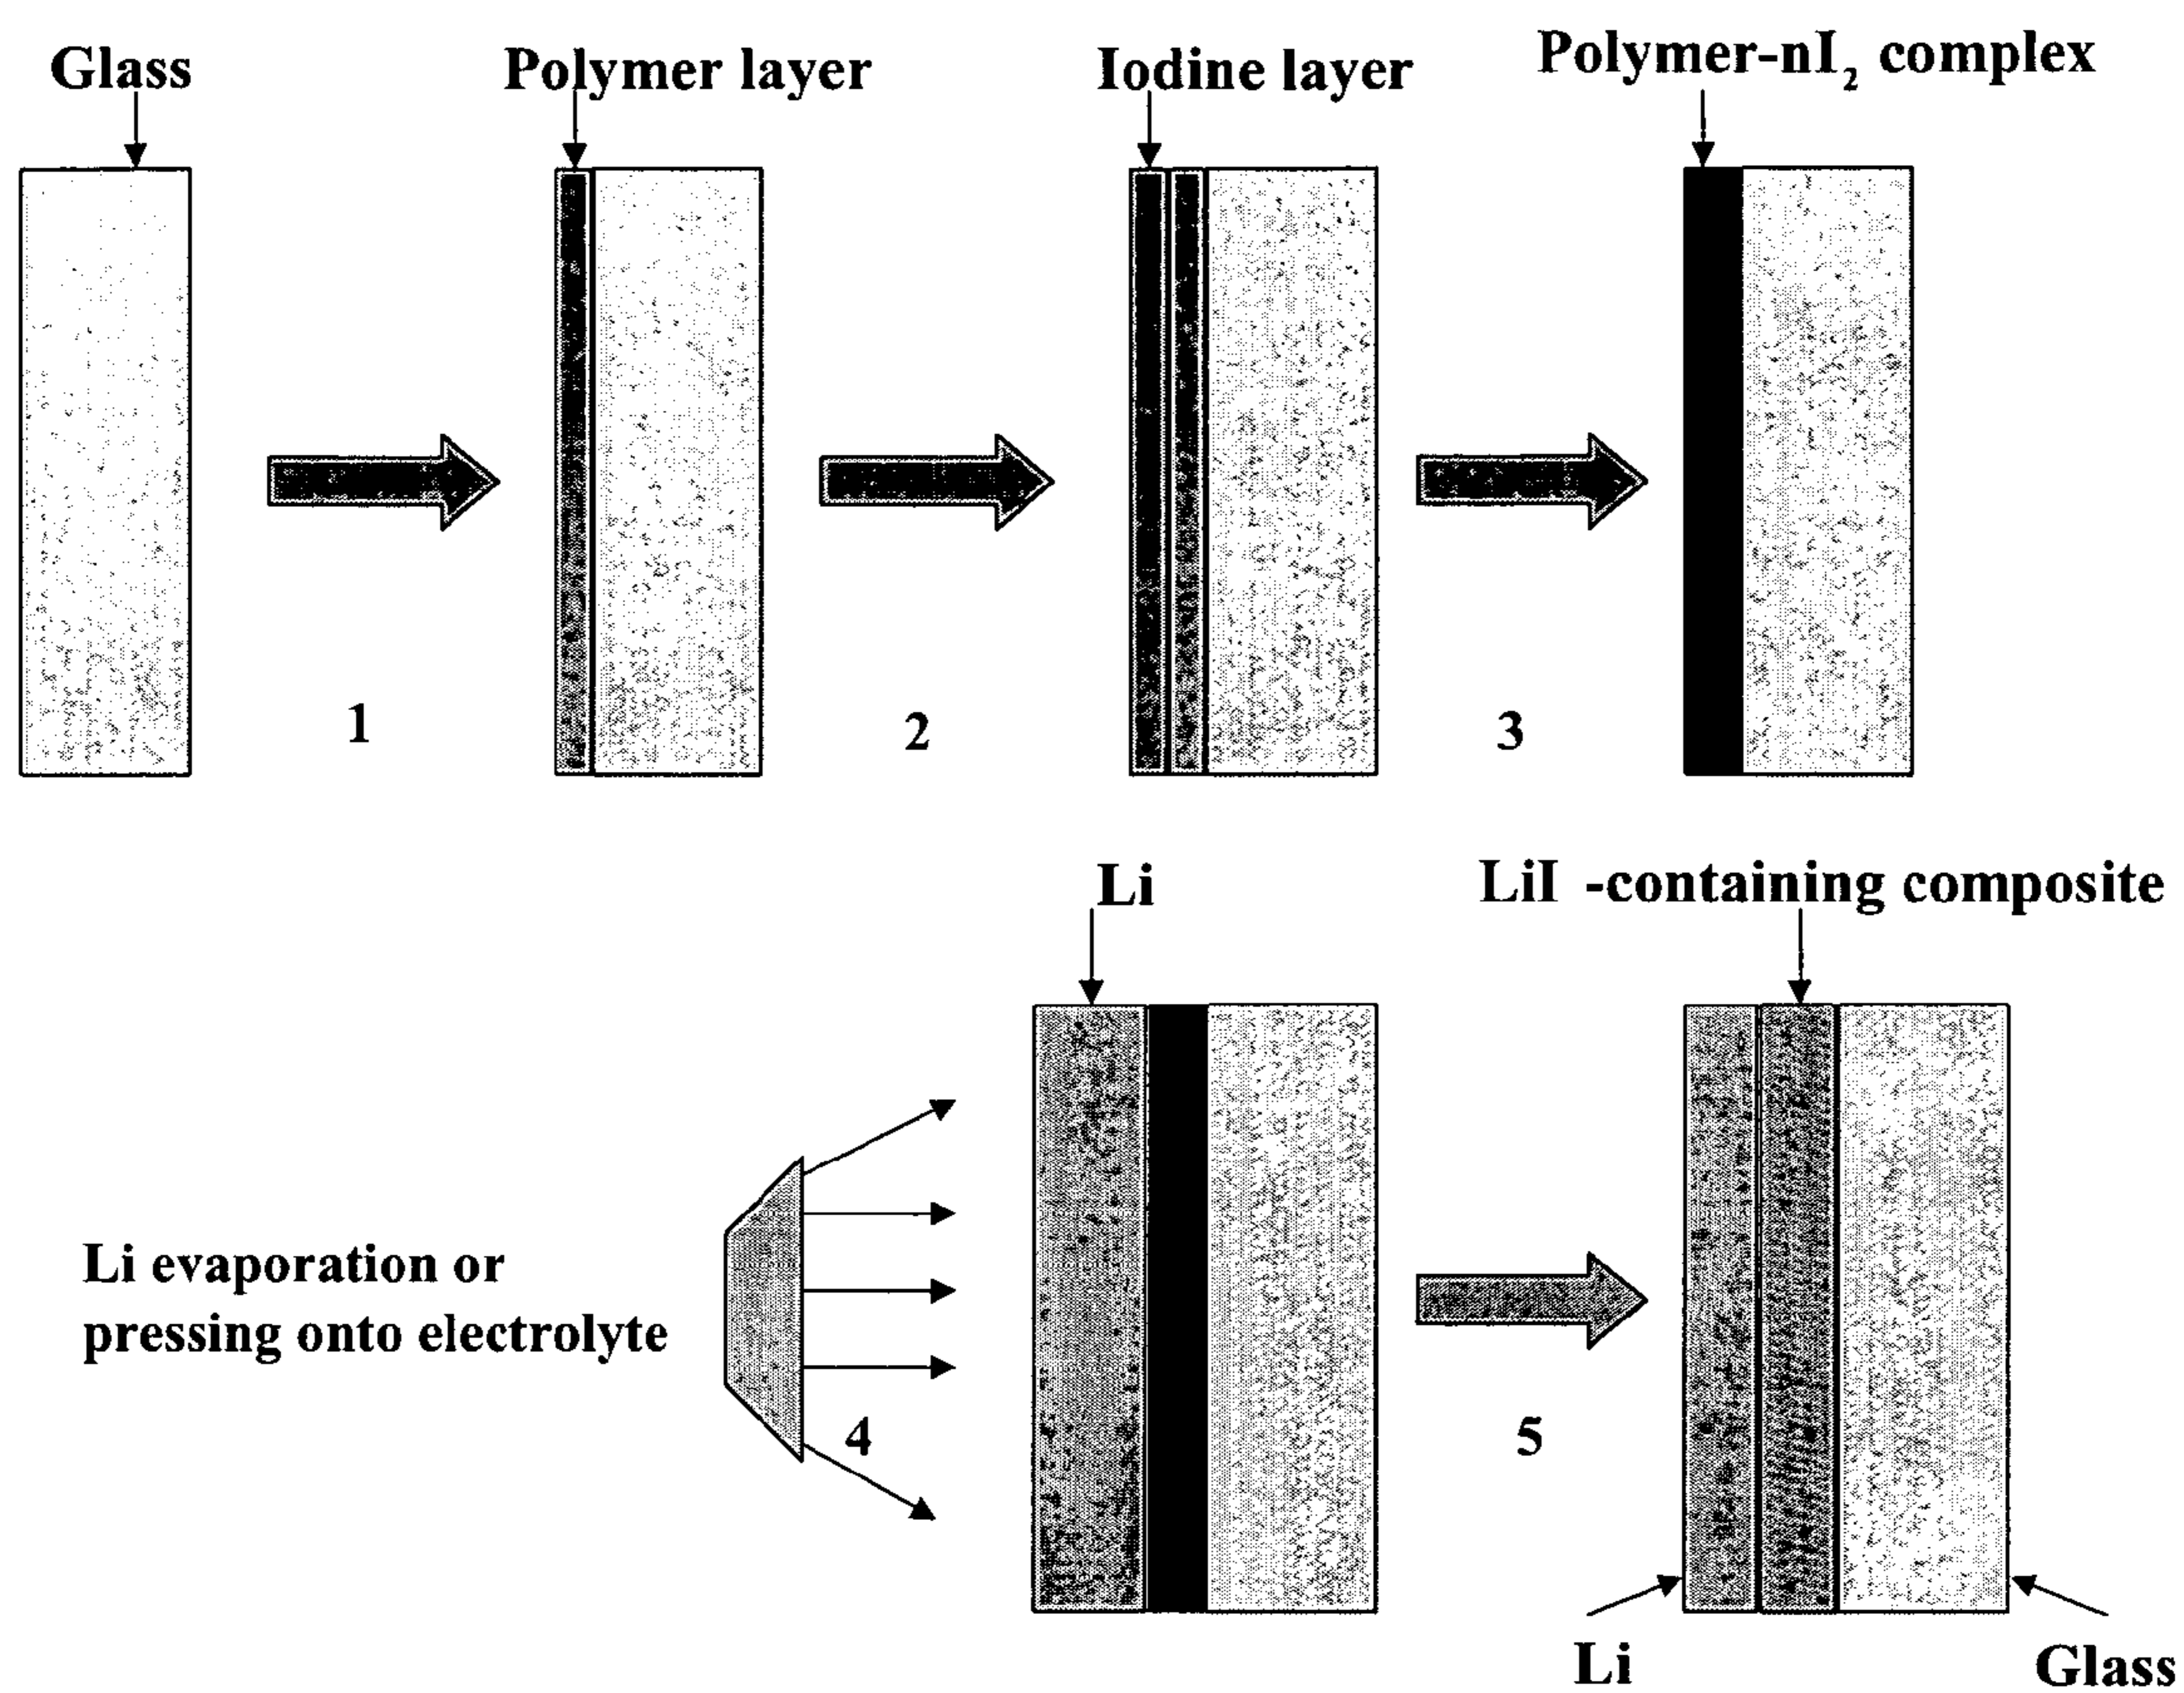 Glass
Polymer layer
Iodine layer
Polymer-nI₂ complex
1
2
3
Li
LiI -containing composite
Li evaporation or
pressing onto electrolyte
4
5
Li
Glass